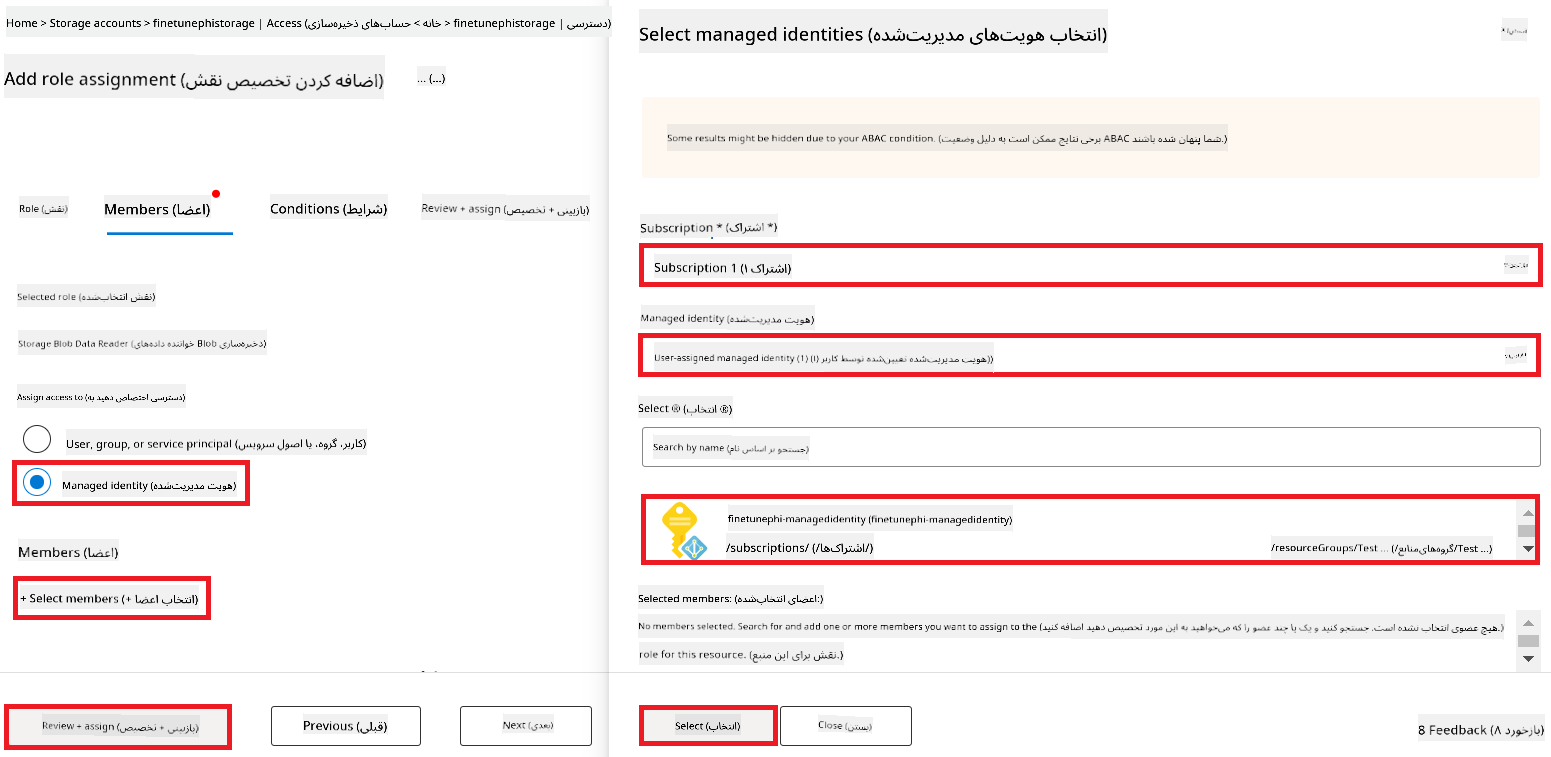 Home > Storage accounts > finetunephistorage | Access (دسترسی | finetunephistorage < خانه > حساب‌های ذخیره‌سازی)
Add role assignment (اضافه کردن تخصیص نقش)
... (...)
Role (نقش)
Members (اعضا)
Conditions (شرایط)
Review + assign (بازبینی + تخصیص)
Selected role (نقش انتخاب‌شده)
Storage Blob Data Reader (خواننده داده‌های Blob ذخیره‌سازی)
Assign access to (دسترسی اختصاص دهید به)
User, group, or service principal (کاربر، گروه، یا اصول سرویس)
Managed identity (هویت مدیریت‌شده)
Members (اعضا)
+ Select members (انتخاب اعضا +)
Review + assign (بازبینی + تخصیص)
Previous (قبلی)
Next (بعدی)
Select managed identities (انتخاب هویت‌های مدیریت‌شده)
Some results might be hidden due to your ABAC condition. (برخی نتایج ممکن است به دلیل وضعیت ABAC شما پنهان شده باشند.)
Subscription * (اشتراک *)
Subscription 1 (اشتراک ۱)
Managed identity (هویت مدیریت‌شده)
User-assigned managed identity (1) (هویت مدیریت‌شده تعیین‌شده توسط کاربر (۱))
Select ® (انتخاب ®)
Search by name (جستجو بر اساس نام)
finetunephi-managedidentity (finetunephi-managedidentity)
/subscriptions/ (/اشتراک‌ها/)
/resourceGroups/Test ... (/گروه‌های‌منابع/Test ...)
Selected members: (اعضای انتخاب‌شده:)
No members selected. Search for and add one or more members you want to assign to the (هیچ عضوی انتخاب نشده است. جستجو کنید و یک یا چند عضو را که می‌خواهید به این مورد تخصیص دهید اضافه کنید.)
role for this resource. (نقش برای این منبع.)
Select (انتخاب)
Close (بستن)
8 Feedback (بازخورد ۸)